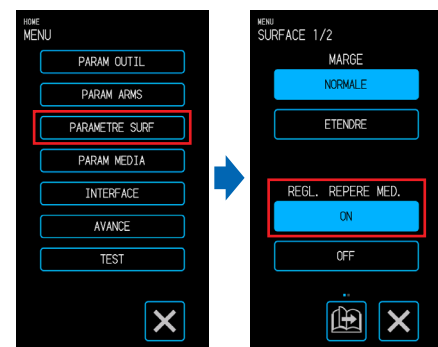 HOME
MENU
PARAM OUTIL
PARAM ARMS
PARAMETRE SURF
PARAM MEDIA
INTERFACE
AVANCE
TEST
MENU
SURFACE 1/2
MARGE
NORMALE
ETENDRE
REGL. REPERE MED.
ON
OFF